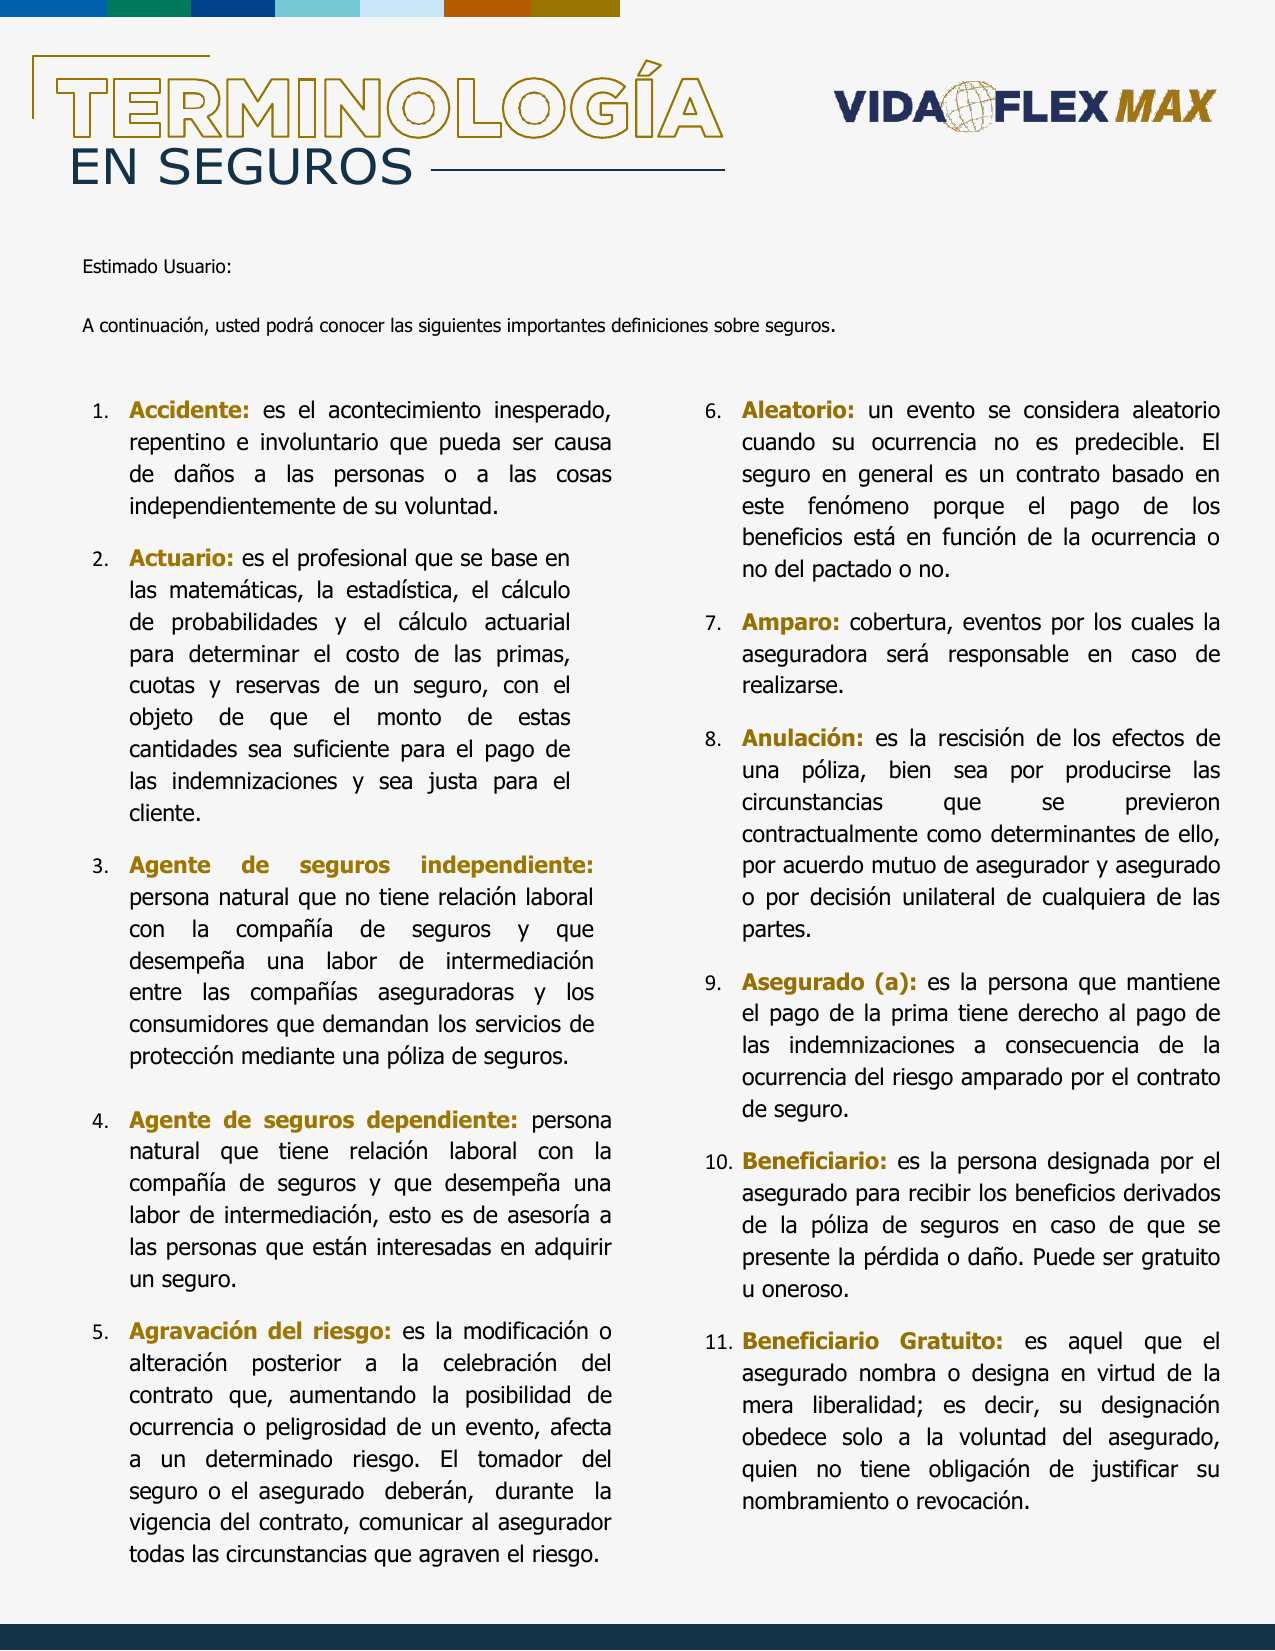 TERMINOLOGÍA
EN SEGUROS
VIDA FLEX MAX
Estimado Usuario:
A continuación, usted podrá conocer las siguientes importantes definiciones sobre seguros.
1. Accidente: es el acontecimiento inesperado,
repentino e involuntario que pueda ser causa
de daños a las personas o a las cosas
independientemente de su voluntad.
2. Actuario: es el profesional que se base en
las matemáticas, la estadística, el cálculo
de probabilidades y el cálculo actuarial
para determinar el costo de las primas,
cuotas y reservas de un seguro, con el
objeto de que el monto de estas
cantidades sea suficiente para el pago de
las indemnizaciones y sea justa para el
cliente.
3. Agente de seguros independiente:
persona natural que no tiene relación laboral
con la compañía de seguros y que
desempeña una labor de intermediación
entre las compañías aseguradoras y los
consumidores que demandan los servicios de
protección mediante una póliza de seguros.
4. Agente de seguros dependiente: persona
natural que tiene relación laboral con la
compañía de seguros y que desempeña una
labor de intermediación, esto es de asesoría a
las personas que están interesadas en adquirir
un seguro.
5. Agravación del riesgo: es la modificación o
alteración posterior a la celebración del
contrato que, aumentando la posibilidad de
ocurrencia o peligrosidad de un evento, afecta
a un determinado riesgo. El tomador del
seguro o el asegurado deberán, durante la
vigencia del contrato, comunicar al asegurador
todas las circunstancias que agraven el riesgo.
6. Aleatorio: un evento se considera aleatorio
cuando su ocurrencia no es predecible. El
seguro en general es un contrato basado en
este fenómeno porque el pago de los
beneficios está en función de la ocurrencia o
no del pactado o no.
7. Amparo: cobertura, eventos por los cuales la
aseguradora será responsable en caso de
realizarse.
8. Anulación: es la rescisión de los efectos de
una póliza, bien sea por producirse las
circunstancias que se previeron
contractualmente como determinantes de ello,
por acuerdo mutuo de asegurador y asegurado
o por decisión unilateral de cualquiera de las
partes.
9. Asegurado (a): es la persona que mantiene
el pago de la prima tiene derecho al pago de
las indemnizaciones a consecuencia de la
ocurrencia del riesgo amparado por el contrato
de seguro.
10. Beneficiario: es la persona designada por el
asegurado para recibir los beneficios derivados
de la póliza de seguros en caso de que se
presente la pérdida o daño. Puede ser gratuito
u oneroso.
11. Beneficiario Gratuito: es aquel que el
asegurado nombra o designa en virtud de la
mera liberalidad; es decir, su designación
obedece solo a la voluntad del asegurado,
quien no tiene obligación de justificar su
nombramiento o revocación.